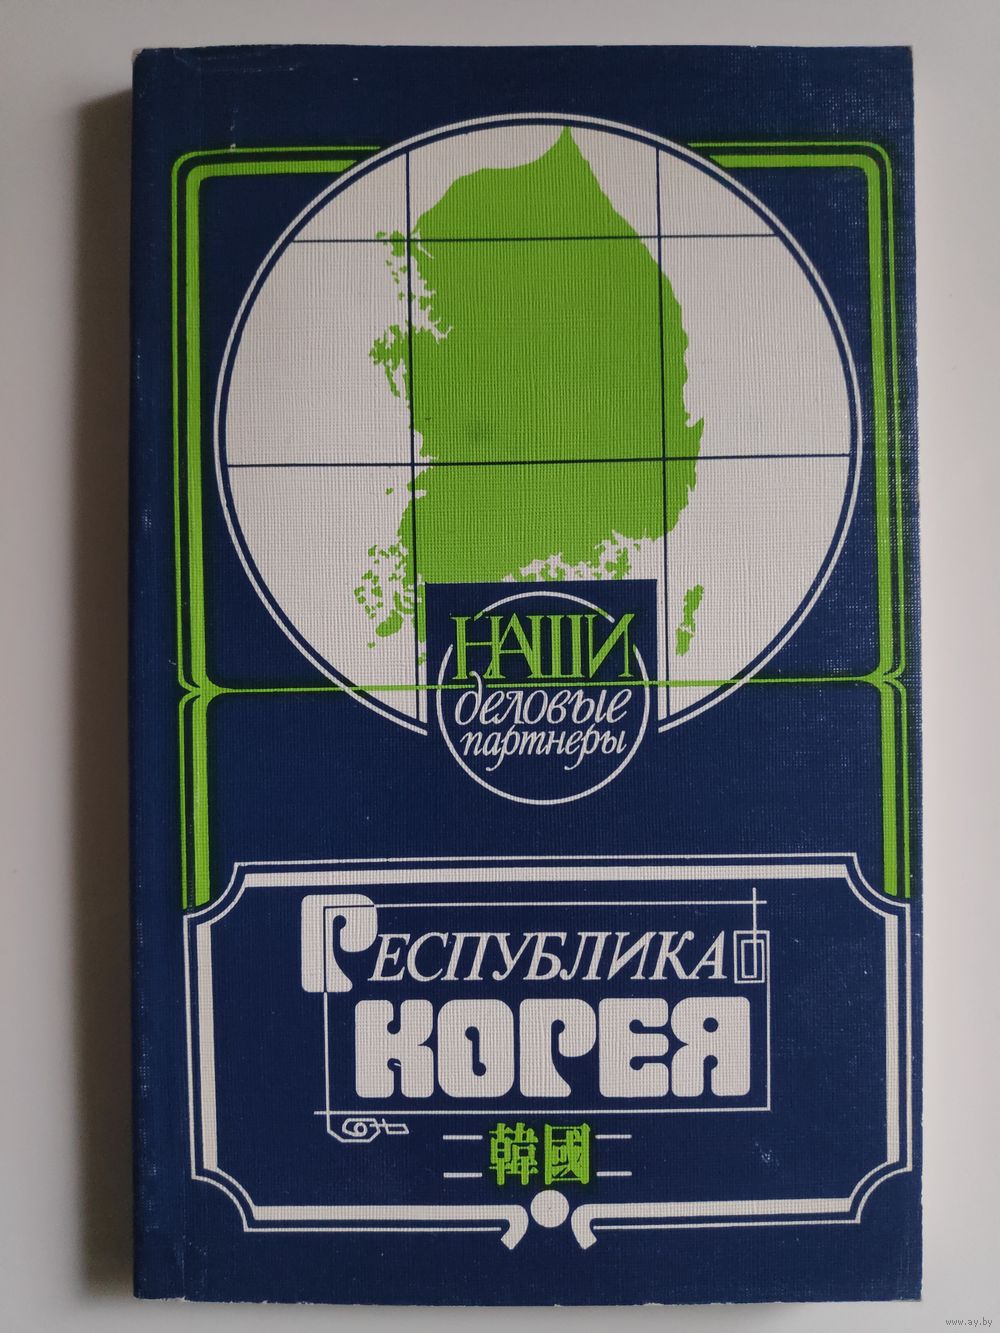 НАШИ
деловые
партнеры
РЕСПУБЛИКА
КОРЕЯ
韓國
www.ay.by